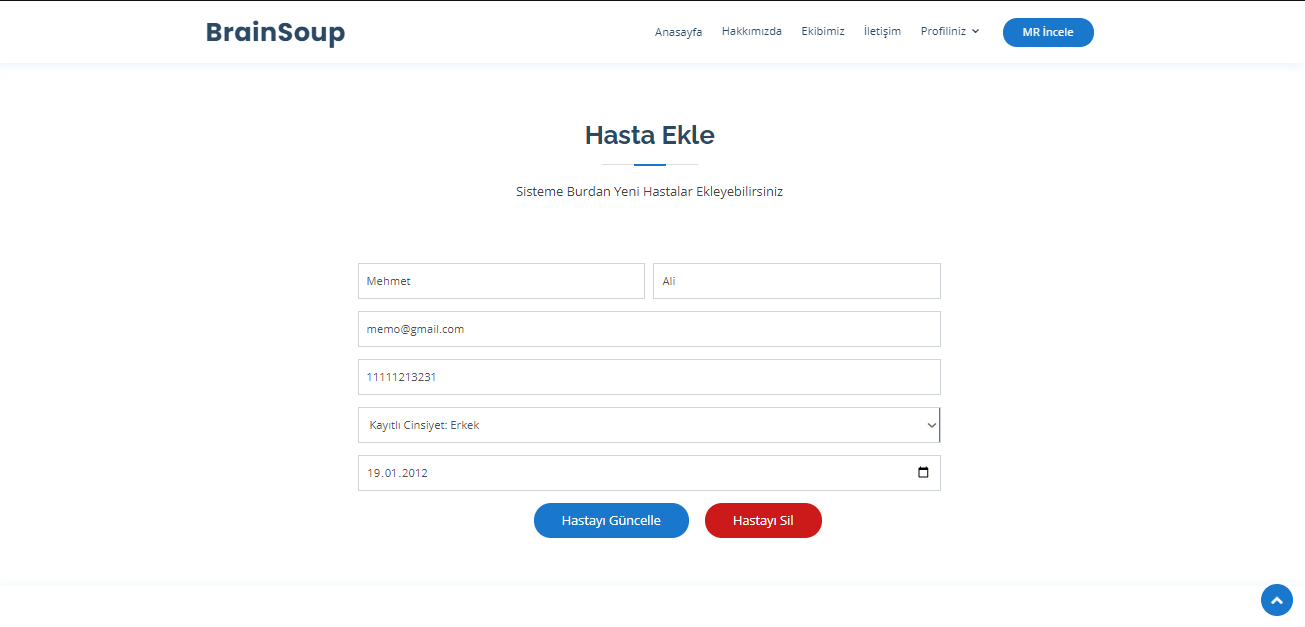 BrainSoup
Anasayfa Hakkımızda Ekibimiz İletişim Profiliniz MR İncele
Hasta Ekle
Sisteme Burdan Yeni Hastalar Ekleyebilirsiniz
Mehmet Ali
memo@gmail.com
11111213231
Kayıtlı Cinsiyet: Erkek
19.01.2012
Hastayı Güncelle Hastayı Sil